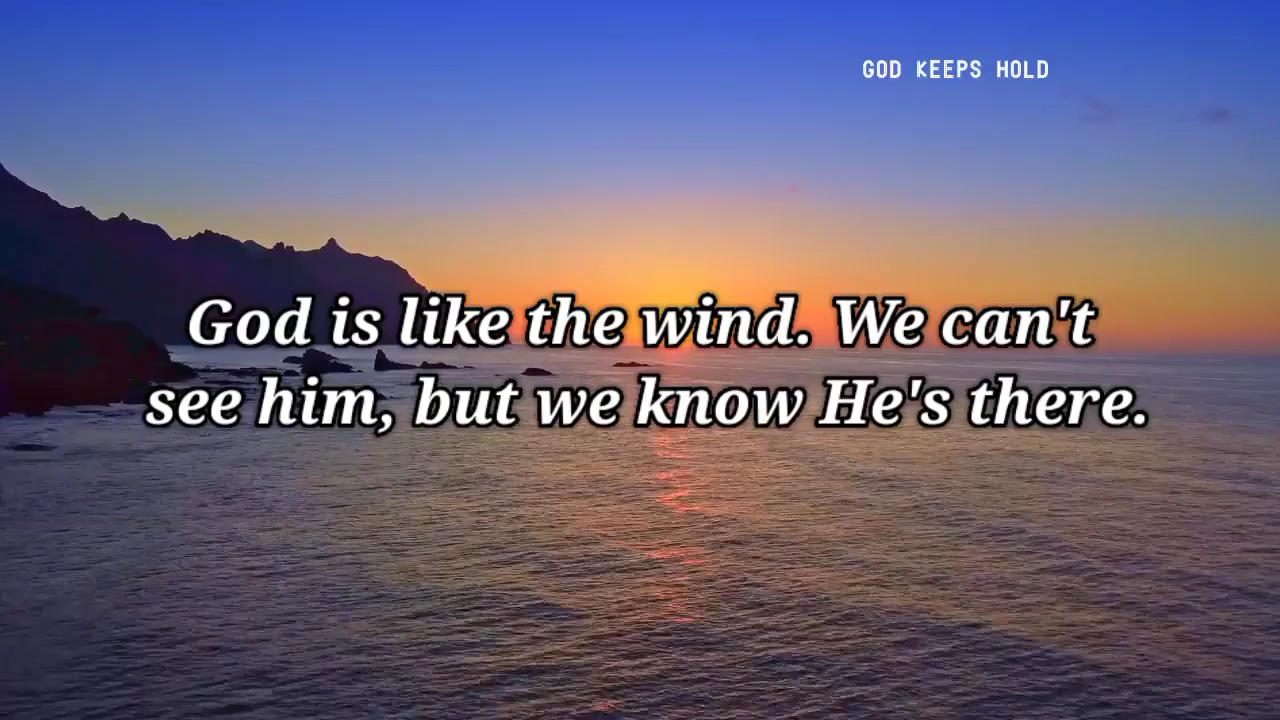 GOD KEEPS HOLD
God is like the wind. We can't
see him, but we know He's there.